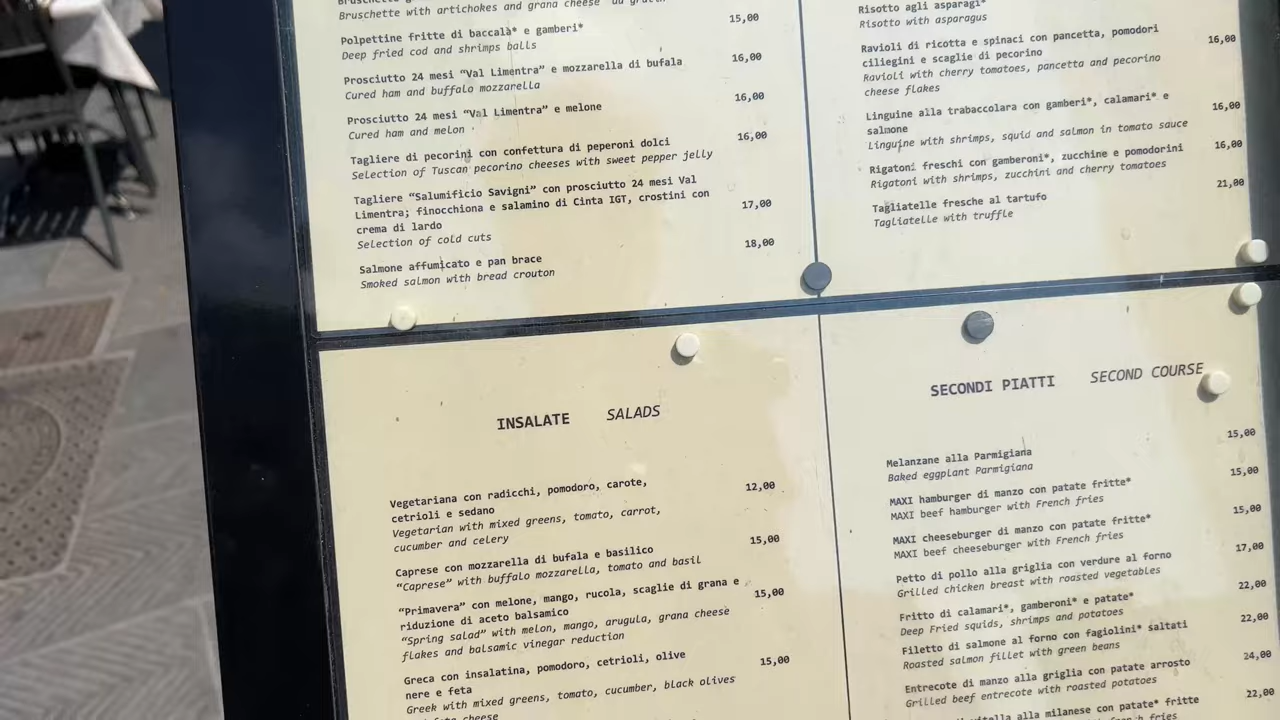 Bruschette with artichokes and grana cheese "au gratin"
Polpettine fritte di baccalà* e gamberi*
15,00
Deep fried cod and shrimps balls
Prosciutto 24 mesi “Val Limentra” e mozzarella di bufala
16,00
Cured ham and buffalo mozzarella
Prosciutto 24 mesi “Val Limentra” e melone
16,00
Cured ham and melon
Tagliere di pecorini con confettura di peperoni dolci
16,00
Selection of Tuscan pecorino cheeses with sweet pepper jelly
Tagliere “Salumificio Savigni” con prosciutto 24 mesi Val
Limentra; finocchiona e salamino di Cinta IGT, crostini con
17,00
crema di lardo
Selection of cold cuts
Salmone affumicato e pan brace
18,00
Smoked salmon with bread crouton
Risotto agli asparagi*
Risotto with asparagus
Ravioli di ricotta e spinaci con pancetta, pomodori
16,00
ciliegini e scaglie di pecorino
Ravioli with cherry tomatoes, pancetta and pecorino
cheese flakes
Linguine alla trabaccolara con gamberi*, calamari* e
16,00
salmone
Linguine with shrimps, squid and salmon in tomato sauce
Rigatoni freschi con gamberoni*, zucchine e pomodorini
16,00
Rigatoni with shrimps, zucchini and cherry tomatoes
Tagliatelle fresche al tartufo
21,00
Tagliatelle with truffle
INSALATE SALADS
Vegetariana con radicchi, pomodoro, carote,
12,00
cetrioli e sedano
Vegetarian with mixed greens, tomato, carrot,
cucumber and celery
Caprese con mozzarella di bufala e basilico
15,00
“Caprese” with buffalo mozzarella, tomato and basil
“Primavera” con melone, mango, rucola, scaglie di grana e
15,00
riduzione di aceto balsamico
“Spring salad” with melon, mango, arugula, grana cheese
flakes and balsamic vinegar reduction
Greca con insalatina, pomodoro, cetrioli, olive
15,00
nere e feta
Greek with mixed greens, tomato, cucumber, black olives
cheese
SECONDI PIATTI SECOND COURSE
Melanzane alla Parmigiana
15,00
Baked eggplant Parmigiana
MAXI hamburger di manzo con patate fritte*
15,00
MAXI beef hamburger with French fries
MAXI cheeseburger di manzo con patate fritte*
15,00
MAXI beef cheeseburger with French fries
Petto di pollo alla griglia con verdure al forno
17,00
Grilled chicken breast with roasted vegetables
Fritto di calamari*, gamberoni* e patate*
22,00
Deep Fried squids, shrimps and potatoes
Filetto di salmone al forno con fagiolini* saltati
22,00
Roasted salmon fillet with green beans
Entrecote di manzo alla griglia con patate arrosto
24,00
Grilled beef entrecote with roasted potatoes
vitella alla milanese con patate* fritte
22,00
french fries